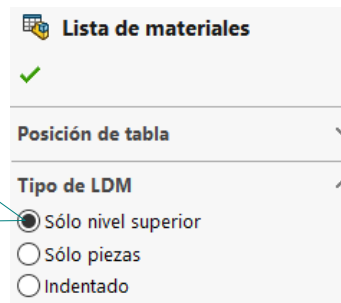 Lista de materiales
Posición de tabla
Tipo de LDM
Sólo nivel superior
Sólo piezas
Indentado